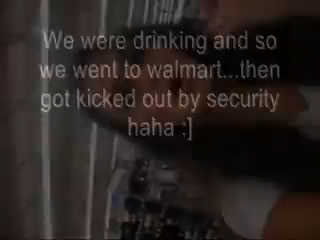 We were drinking and so
we went to walmart...then
got kicked out by security
haha :]